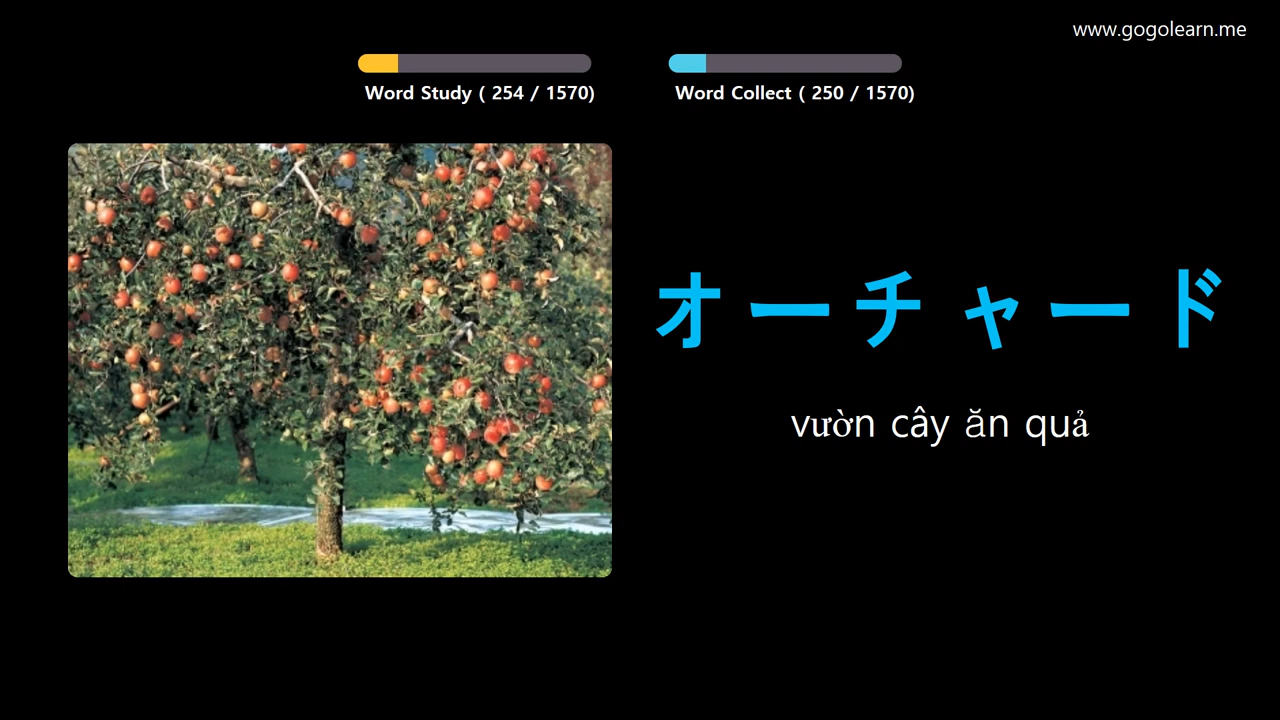 www.gogolearn.me
Word Study ( 254 / 1570)
Word Collect ( 250 / 1570)
オーチャード
vườn cây ăn quả